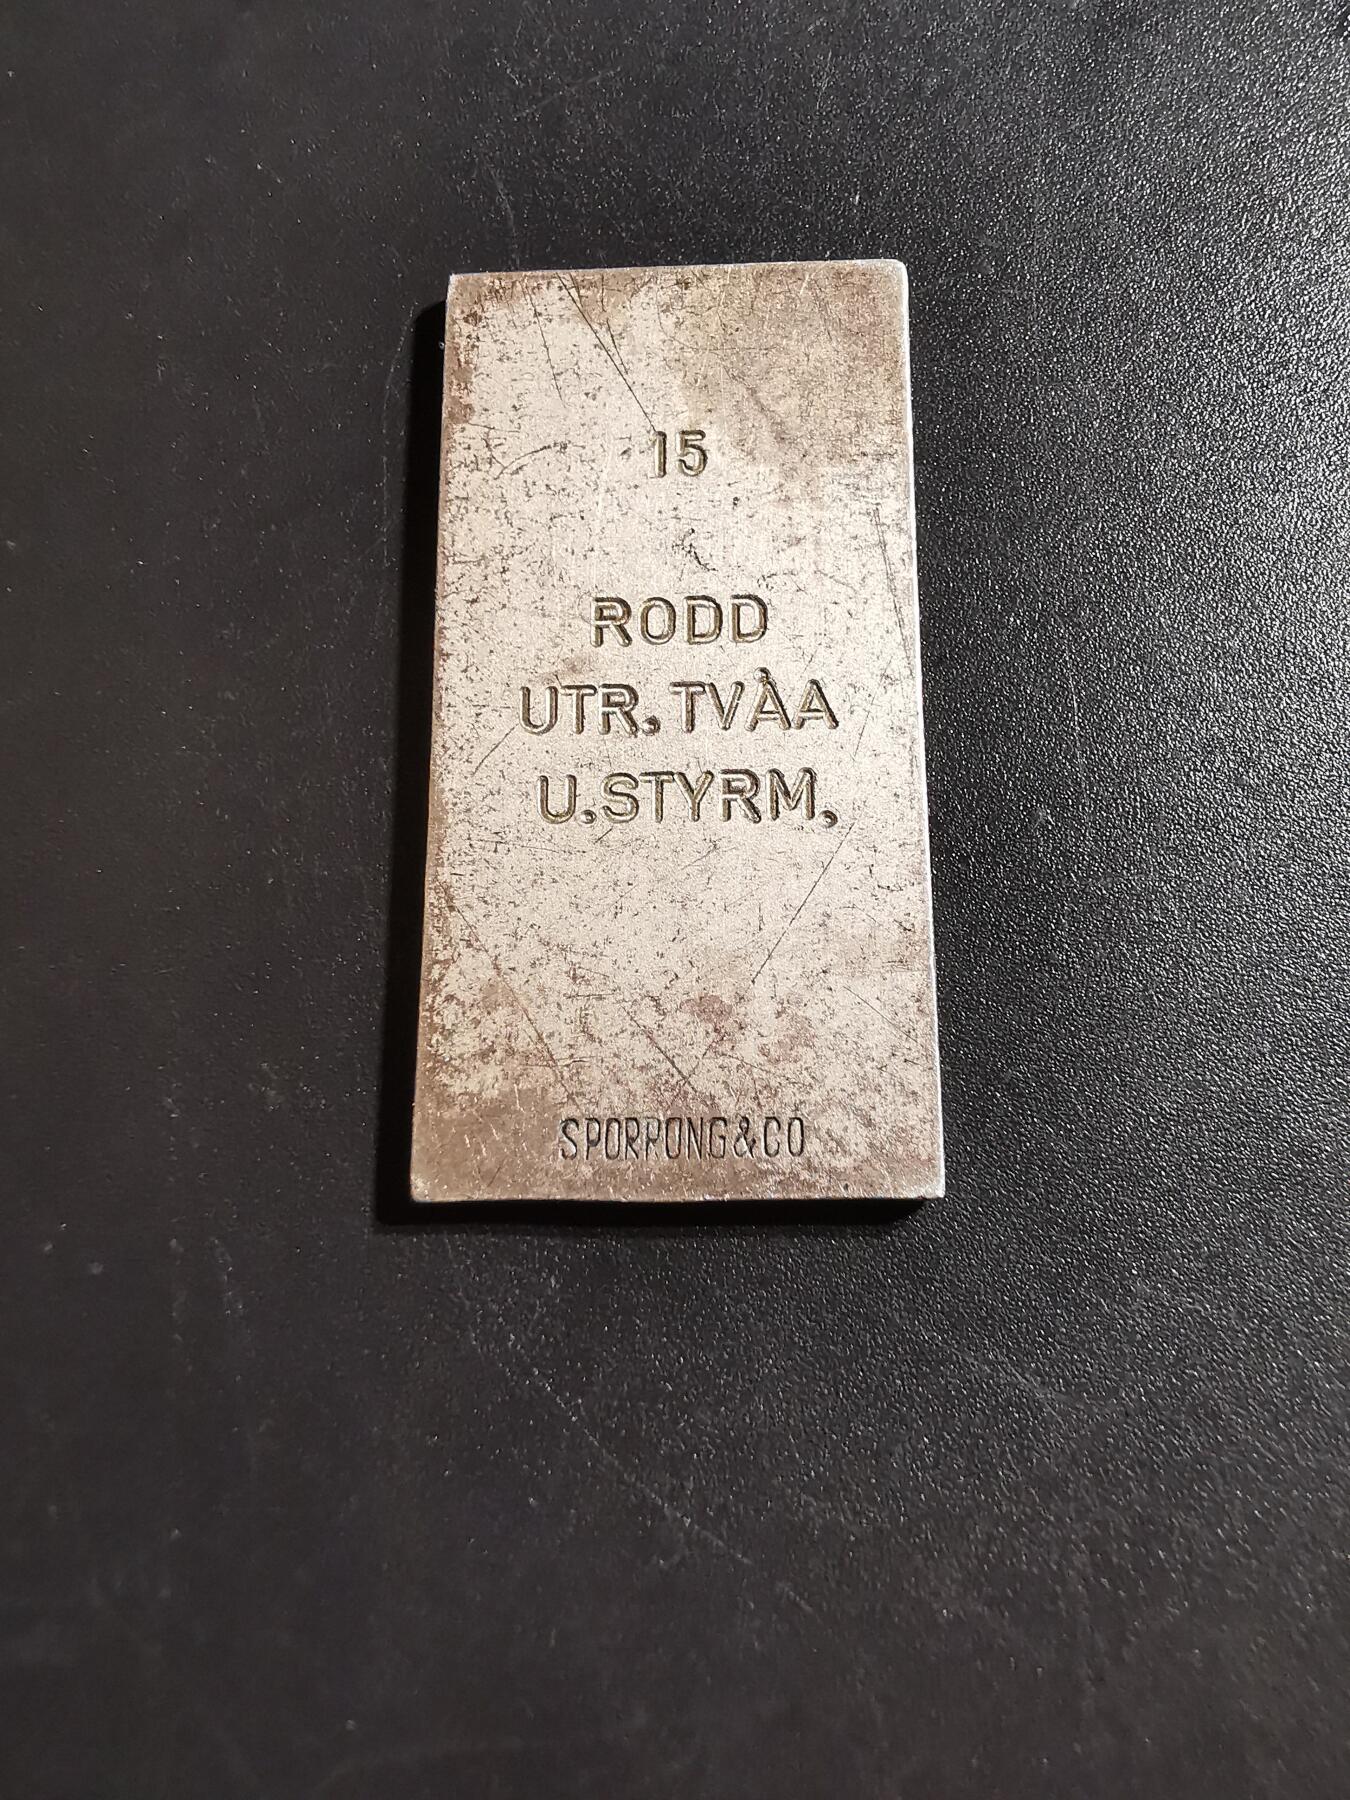 15
RODD
UTR. TVÅA
U. STYRM.
SPORRONG & CO